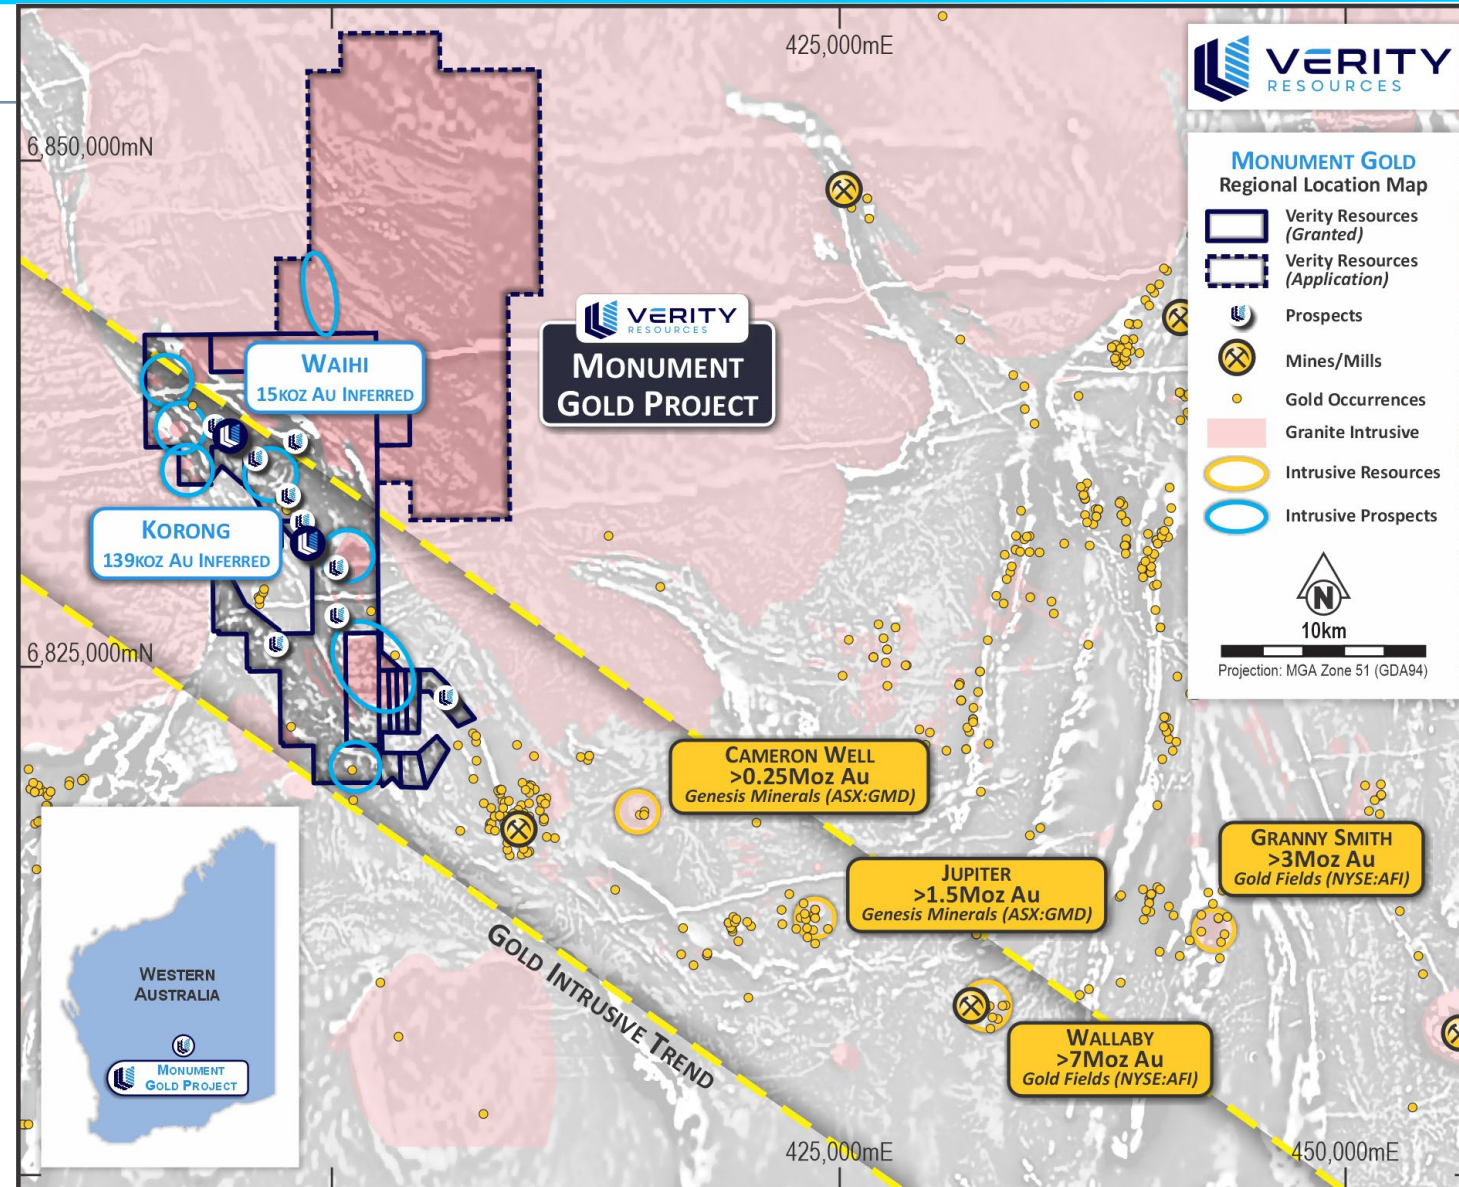 425,000mE
6,850,000mN
VERITY
RESOURCES
MONUMENT GOLD
Regional Location Map
Verity Resources
(Granted)
Verity Resources
(Application)
Prospects
Mines/Mills
Gold Occurrences
Granite Intrusive
Intrusive Resources
Intrusive Prospects
N
10km
Projection: MGA Zone 51 (GDA94)
VERITY
RESOURCES
MONUMENT
GOLD PROJECT
WAIHI
15KOZ AU INFERRED
KORONG
139KOZ AU INFERRED
6,825,000mN
CAMERON WELL
>0.25Moz Au
Genesis Minerals (ASX:GMD)
JUPITER
>1.5Moz Au
Genesis Minerals (ASX:GMD)
GRANNY SMITH
>3Moz Au
Gold Fields (NYSE:AFI)
WALLABY
>7Moz Au
Gold Fields (NYSE:AFI)
GOLD INTRUSIVE TREND
WESTERN
AUSTRALIA
MONUMENT
GOLD PROJECT
425,000mE
450,000mE